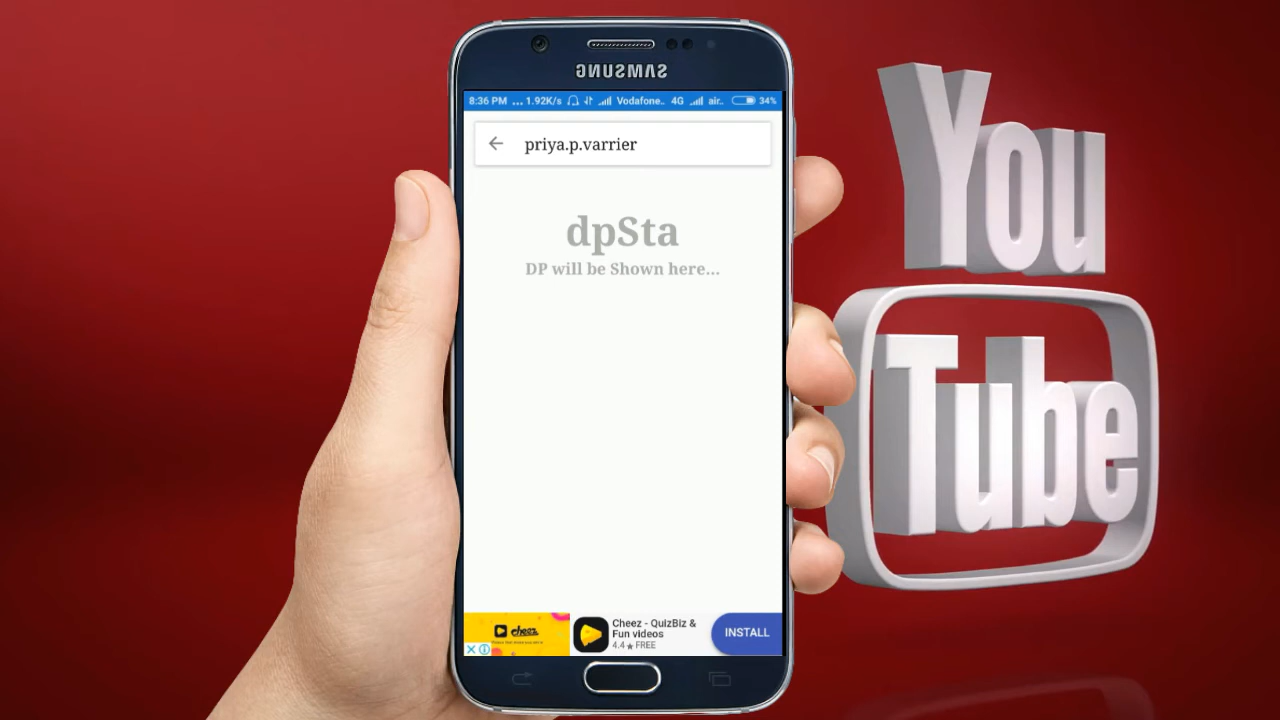 SAMSUNG
8:36 PM ... 1.92K/s Vodafone.. 4G air.. 34%
priya.p.varrier
dpSta
DP will be Shown here...
cheez
Cheez - QuizBiz &
Fun videos
4.4★ FREE
INSTALL
You
Tube